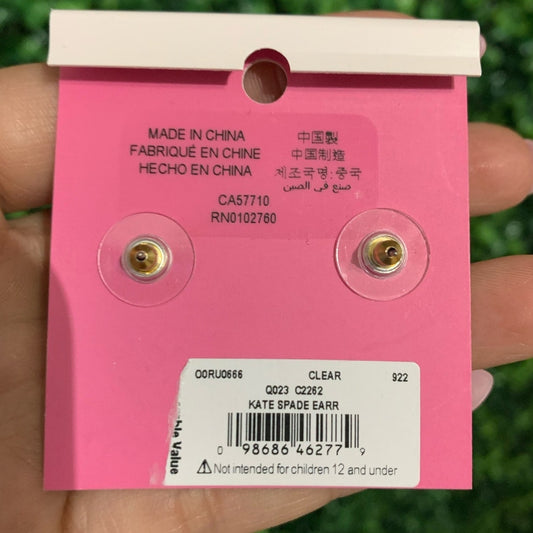 MADE IN CHINA
FABRIQUÉ EN CHINE
HECHO EN CHINA
中国製
中国制造
제조국명:중국
صنع في الصين
CA57710
RN0102760
O0RU0666 CLEAR 922
Q023 C2262
KATE SPADE EARR
0 98686 46277 9
Not intended for children 12 and under
Value